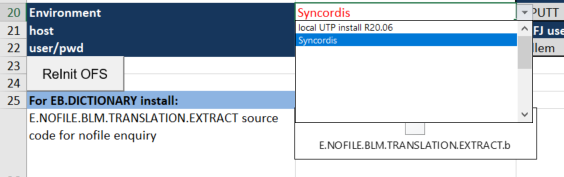 20 Environment Syncordis PUTT
21 host local UTP install R20.06 FJ use
22 user/pwd Syncordis llem
23
ReInit OFS
24
25 For EB.DICTIONARY install:
E.NOFILE.BLM.TRANSLATION.EXTRACT source
code for nofile enquiry
E.NOFILE.BLM.TRANSLATION.EXTRACT.b